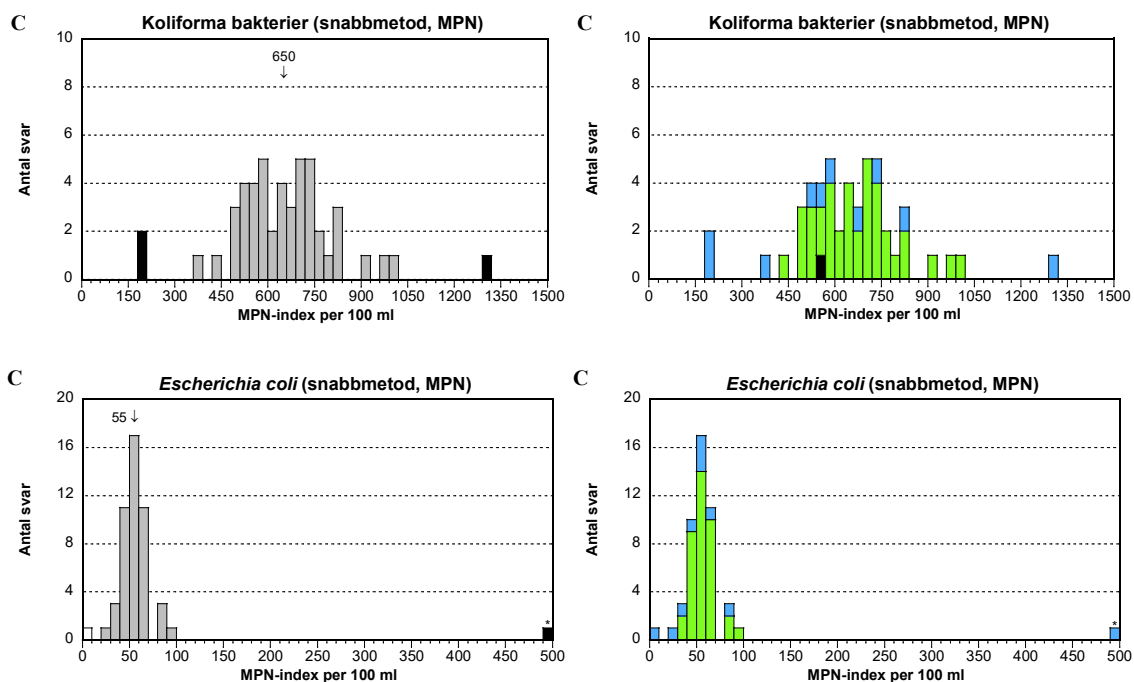 C
Koliforma bakterier (snabbmetod, MPN)
10
8
6
4
2
0
Antal svar
650
↓
0 150 300 450 600 750 900 1050 1200 1350 1500
MPN-index per 100 ml
C
Koliforma bakterier (snabbmetod, MPN)
10
8
6
4
2
0
Antal svar
0 150 300 450 600 750 900 1050 1200 1350 1500
MPN-index per 100 ml
C
Escherichia coli (snabbmetod, MPN)
20
16
12
8
4
0
Antal svar
55 ↓
*
0 50 100 150 200 250 300 350 400 450 500
MPN-index per 100 ml
C
Escherichia coli (snabbmetod, MPN)
20
16
12
8
4
0
Antal svar
*
0 50 100 150 200 250 300 350 400 450 500
MPN-index per 100 ml